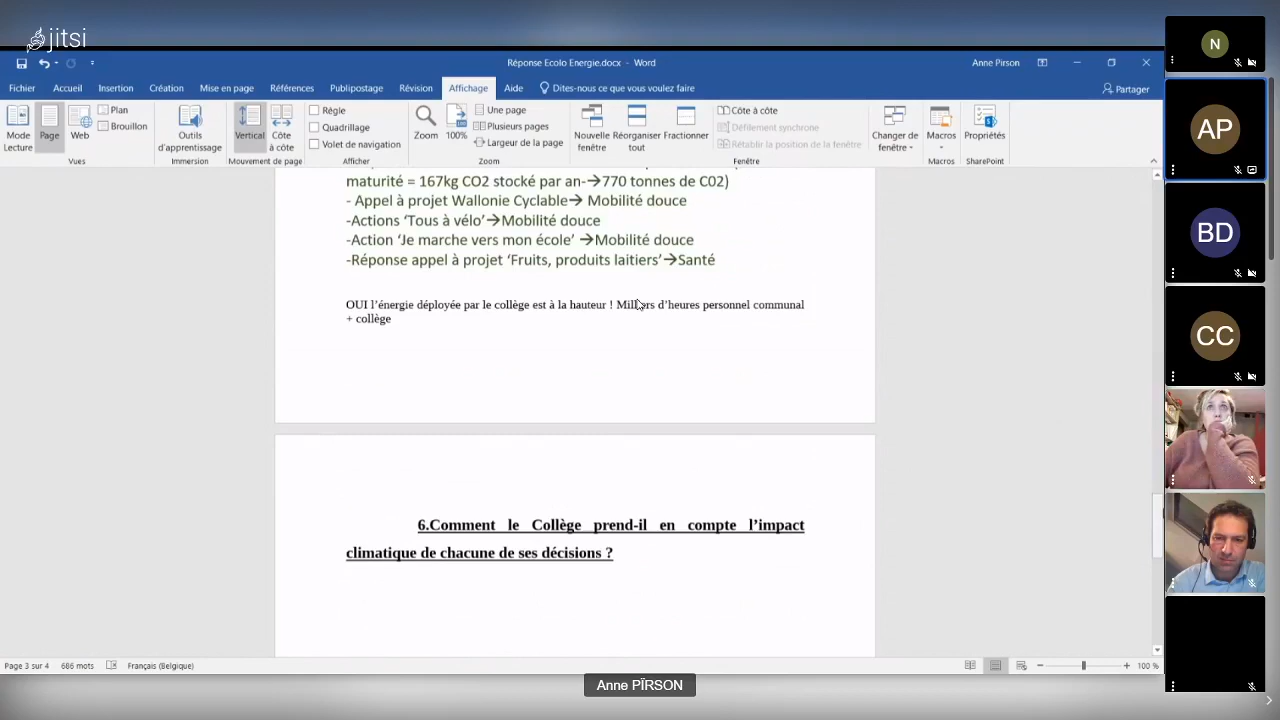 jitsi
Réponse Ecolo Energie.docx - Word
Anne Pirson
Fichier Accueil Insertion Création Mise en page Références Publipostage Révision Affichage Aide Dites-nous ce que vous voulez faire Partager
Mode Lecture
Page
Web
Plan
Brouillon
Vues
Outils d'apprentissage
Immersion
Vertical
Côte à côte
Mouvement de page
Règle
Quadrillage
Volet de navigation
Afficher
Zoom
100%
Une page
Plusieurs pages
Largeur de la page
Zoom
Nouvelle fenêtre
Réorganiser tout
Fractionner
Côte à côte
Défilement synchrone
Rétablir la position de la fenêtre
Fenêtre
Changer de fenêtre
Macros
Macros
Propriétés
SharePoint
maturité = 167kg CO2 stocké par an-→770 tonnes de C02)
- Appel à projet Wallonie Cyclable→ Mobilité douce
-Actions ‘Tous à vélo’→Mobilité douce
-Action ‘Je marche vers mon école’ →Mobilité douce
-Réponse appel à projet ‘Fruits, produits laitiers’→Santé
OUI l’énergie déployée par le collège est à la hauteur ! Milliers d’heures personnel communal
+ collège
6.Comment le Collège prend-il en compte l’impact
climatique de chacune de ses décisions ?
Page 3 sur 4 686 mots Français (Belgique) 100 %
Anne PÏRSON
N
AP
BD
CC